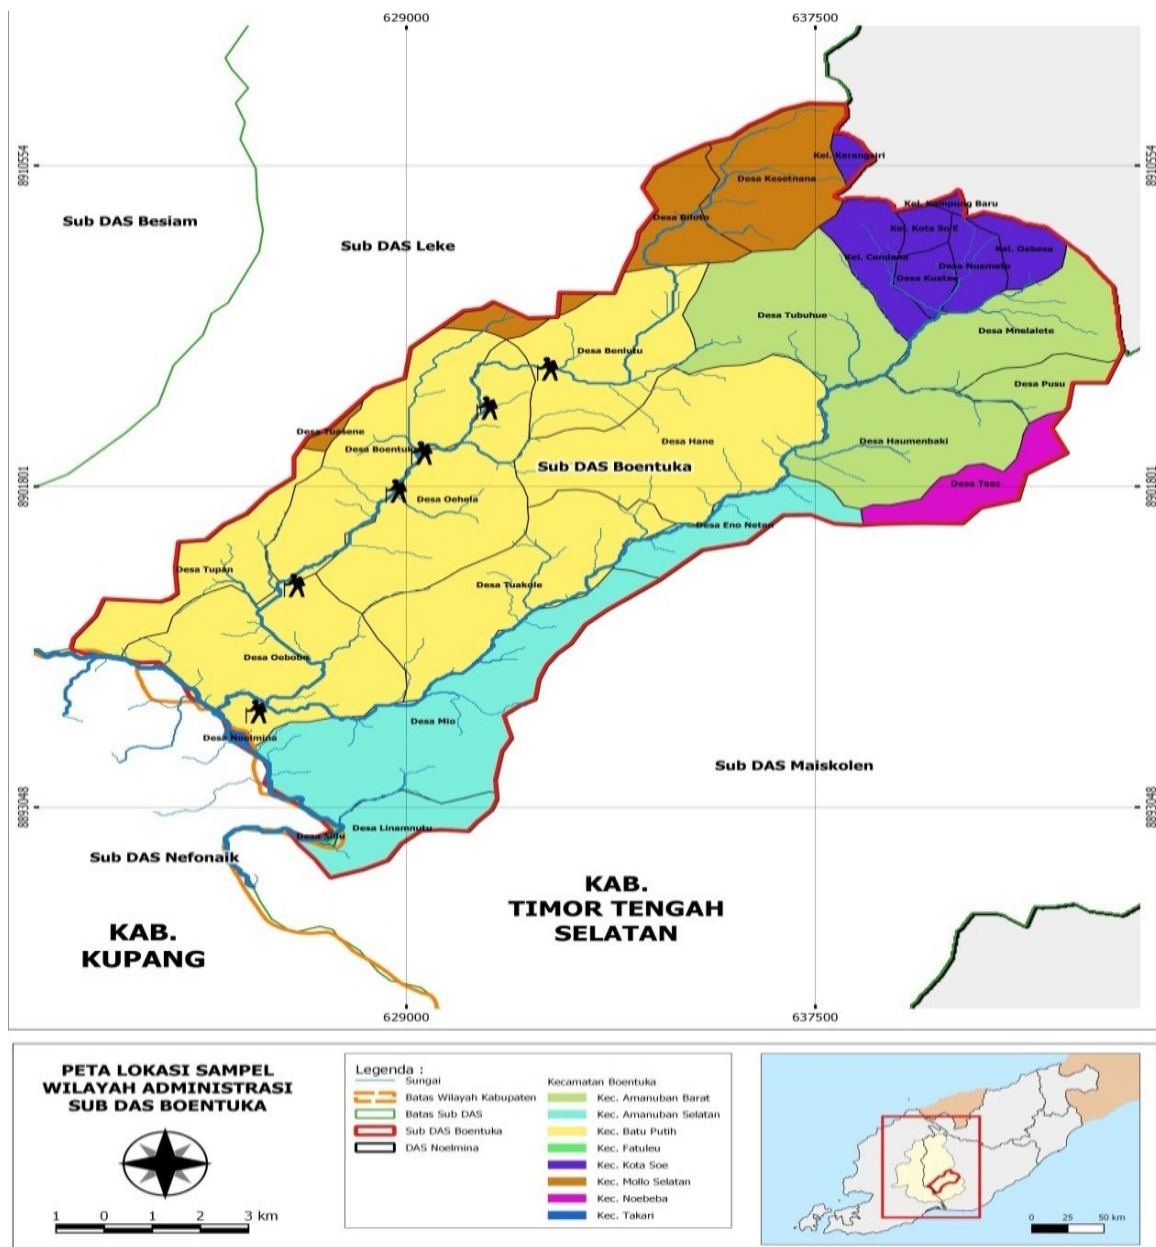 629000
637500
8910554
8910554
Kel. Karangsiri
Desa Kesetnana
Kel. Kampung Baru
Desa Biloto
Sub DAS Besiam
Kel. Kota So'E
Sub DAS Leke
Kel. Oebesa
Kel. Cendana
Desa Nuemoto
Desa Kuatae
Desa Tubuhue
Desa Mnelalete
Desa Benlutu
Desa Pusu
Desa Tuasene
Desa Boentuka
Desa Hane
Desa Haumenbaki
Sub DAS Boentuka
8901801
8901801
Desa Teas
Desa Oehela
Desa Eno Neten
Desa Tupan
Desa Tuakole
Desa Oebobo
Desa Mio
Desa Noelmina
Sub DAS Maiskolen
8893048
8893048
Desa Linamnutu
Sub DAS Nefonaik
KAB.
TIMOR TENGAH
SELATAN
KAB.
KUPANG
629000
637500
PETA LOKASI SAMPEL
WILAYAH ADMINISTRASI
SUB DAS BOENTUKA
1 0 1 2 3 km
Legenda :
Sungai
Batas Wilayah Kabupaten
Batas Sub DAS
Sub DAS Boentuka
DAS Noelmina
Kecamatan Boentuka
Kec. Amanuban Barat
Kec. Amanuban Selatan
Kec. Batu Putih
Kec. Fatuleu
Kec. Kota Soe
Kec. Mollo Selatan
Kec. Noebeba
Kec. Takari
0 25 50 km